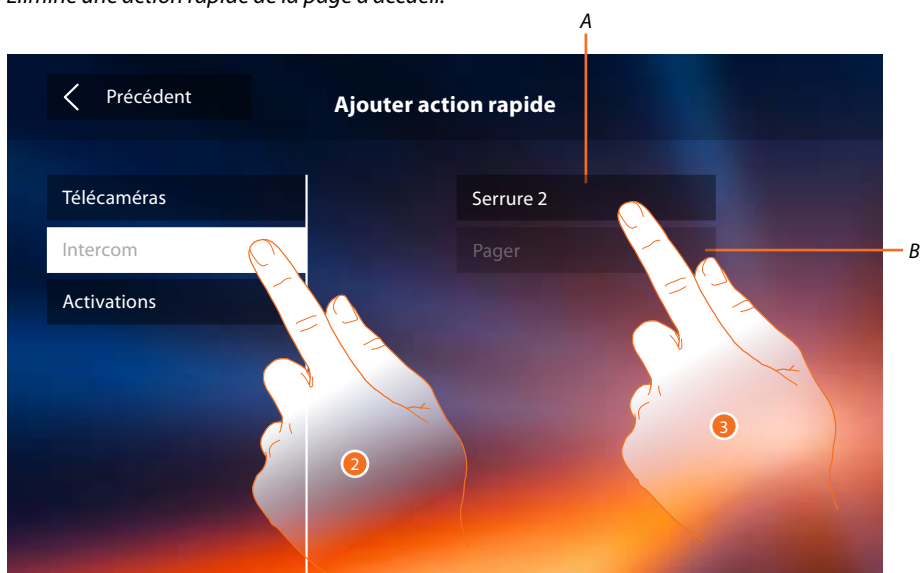 Élimine une action rapide de la page d'accueil.
A
Précédent
Ajouter action rapide
Télécaméras
Serrure 2
Intercom
Pager
B
Activations
3
2